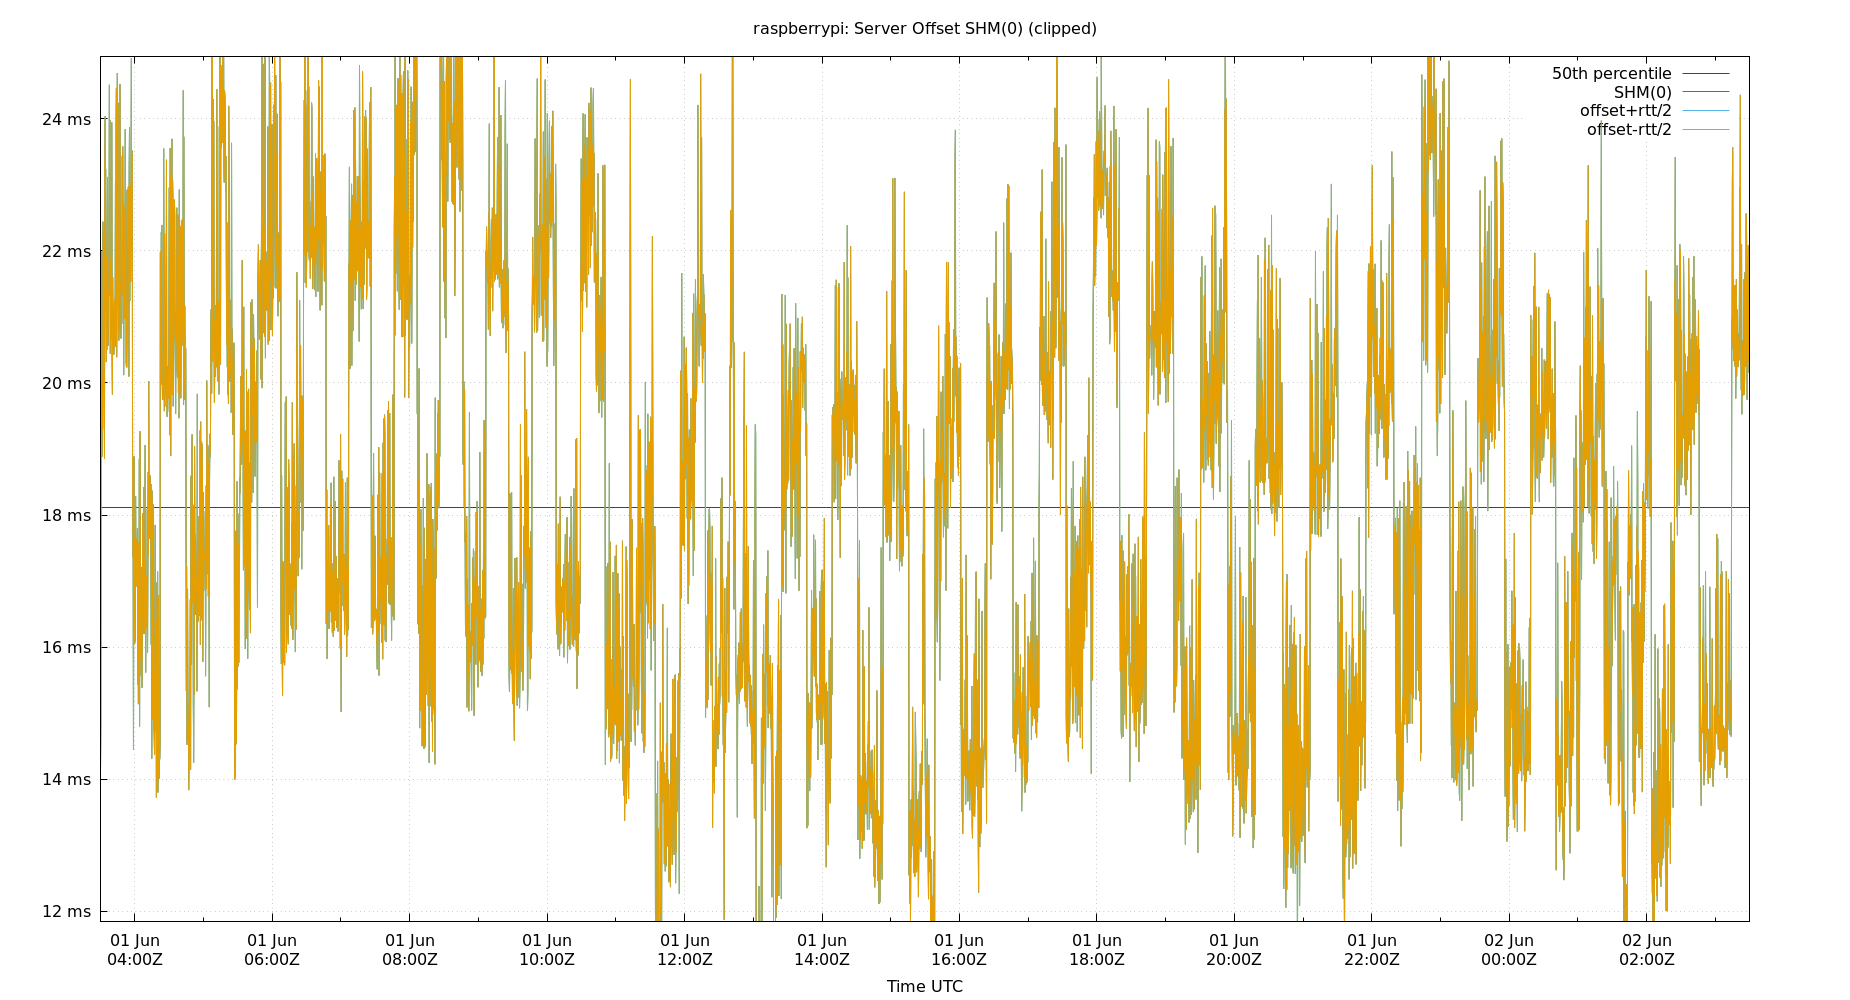 raspberrypi: Server Offset SHM(0) (clipped)
50th percentile
SHM(0)
offset+rtt/2
offset-rtt/2
24 ms
22 ms
20 ms
18 ms
16 ms
14 ms
12 ms
01 Jun 01 Jun 01 Jun 01 Jun 01 Jun 01 Jun 01 Jun 01 Jun 01 Jun 01 Jun 02 Jun 02 Jun
04:00Z 06:00Z 08:00Z 10:00Z 12:00Z 14:00Z 16:00Z 18:00Z 20:00Z 22:00Z 00:00Z 02:00Z
Time UTC